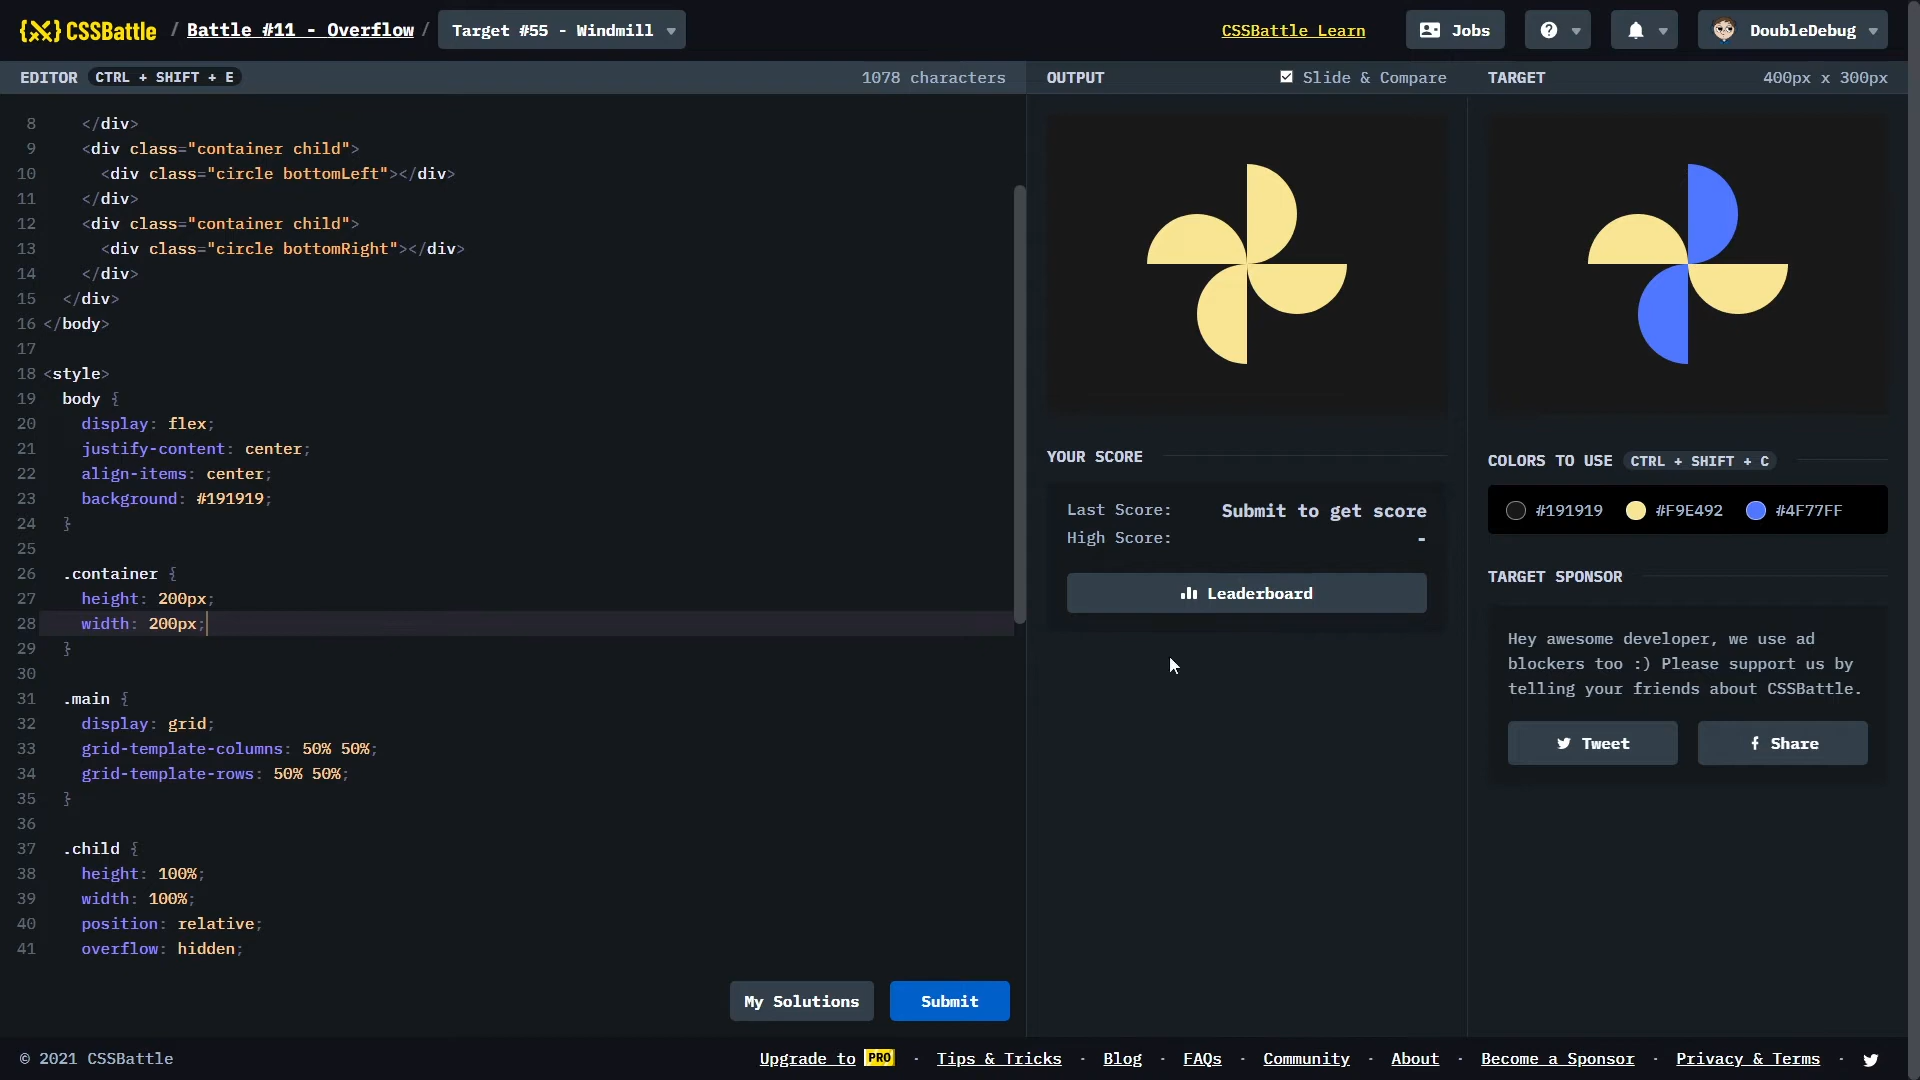 CSSBattle / Battle #11 - Overflow / Target #55 - Windmill
CSSBattle Learn
Jobs
DoubleDebug
EDITOR CTRL + SHIFT + E 1078 characters
8 </div>
9 <div class="container child">
10 <div class="circle bottomLeft"></div>
11 </div>
12 <div class="container child">
13 <div class="circle bottomRight"></div>
14 </div>
15 </div>
16 </body>
17
18 <style>
19 body {
20 display: flex;
21 justify-content: center;
22 align-items: center;
23 background: #191919;
24 }
25
26 .container {
27 height: 200px;
28 width: 200px;
29 }
30
31 .main {
32 display: grid;
33 grid-template-columns: 50% 50%;
34 grid-template-rows: 50% 50%;
35 }
36
37 .child {
38 height: 100%;
39 width: 100%;
40 position: relative;
41 overflow: hidden;
My Solutions
Submit
OUTPUT Slide & Compare
YOUR SCORE
Last Score: Submit to get score
High Score: -
Leaderboard
TARGET 400px x 300px
COLORS TO USE CTRL + SHIFT + C
#191919 #F9E492 #4F77FF
TARGET SPONSOR
Hey awesome developer, we use ad
blockers too :) Please support us by
telling your friends about CSSBattle.
Tweet
Share
© 2021 CSSBattle
Upgrade to PRO · Tips & Tricks · Blog · FAQs · Community · About · Become a Sponsor · Privacy & Terms ·